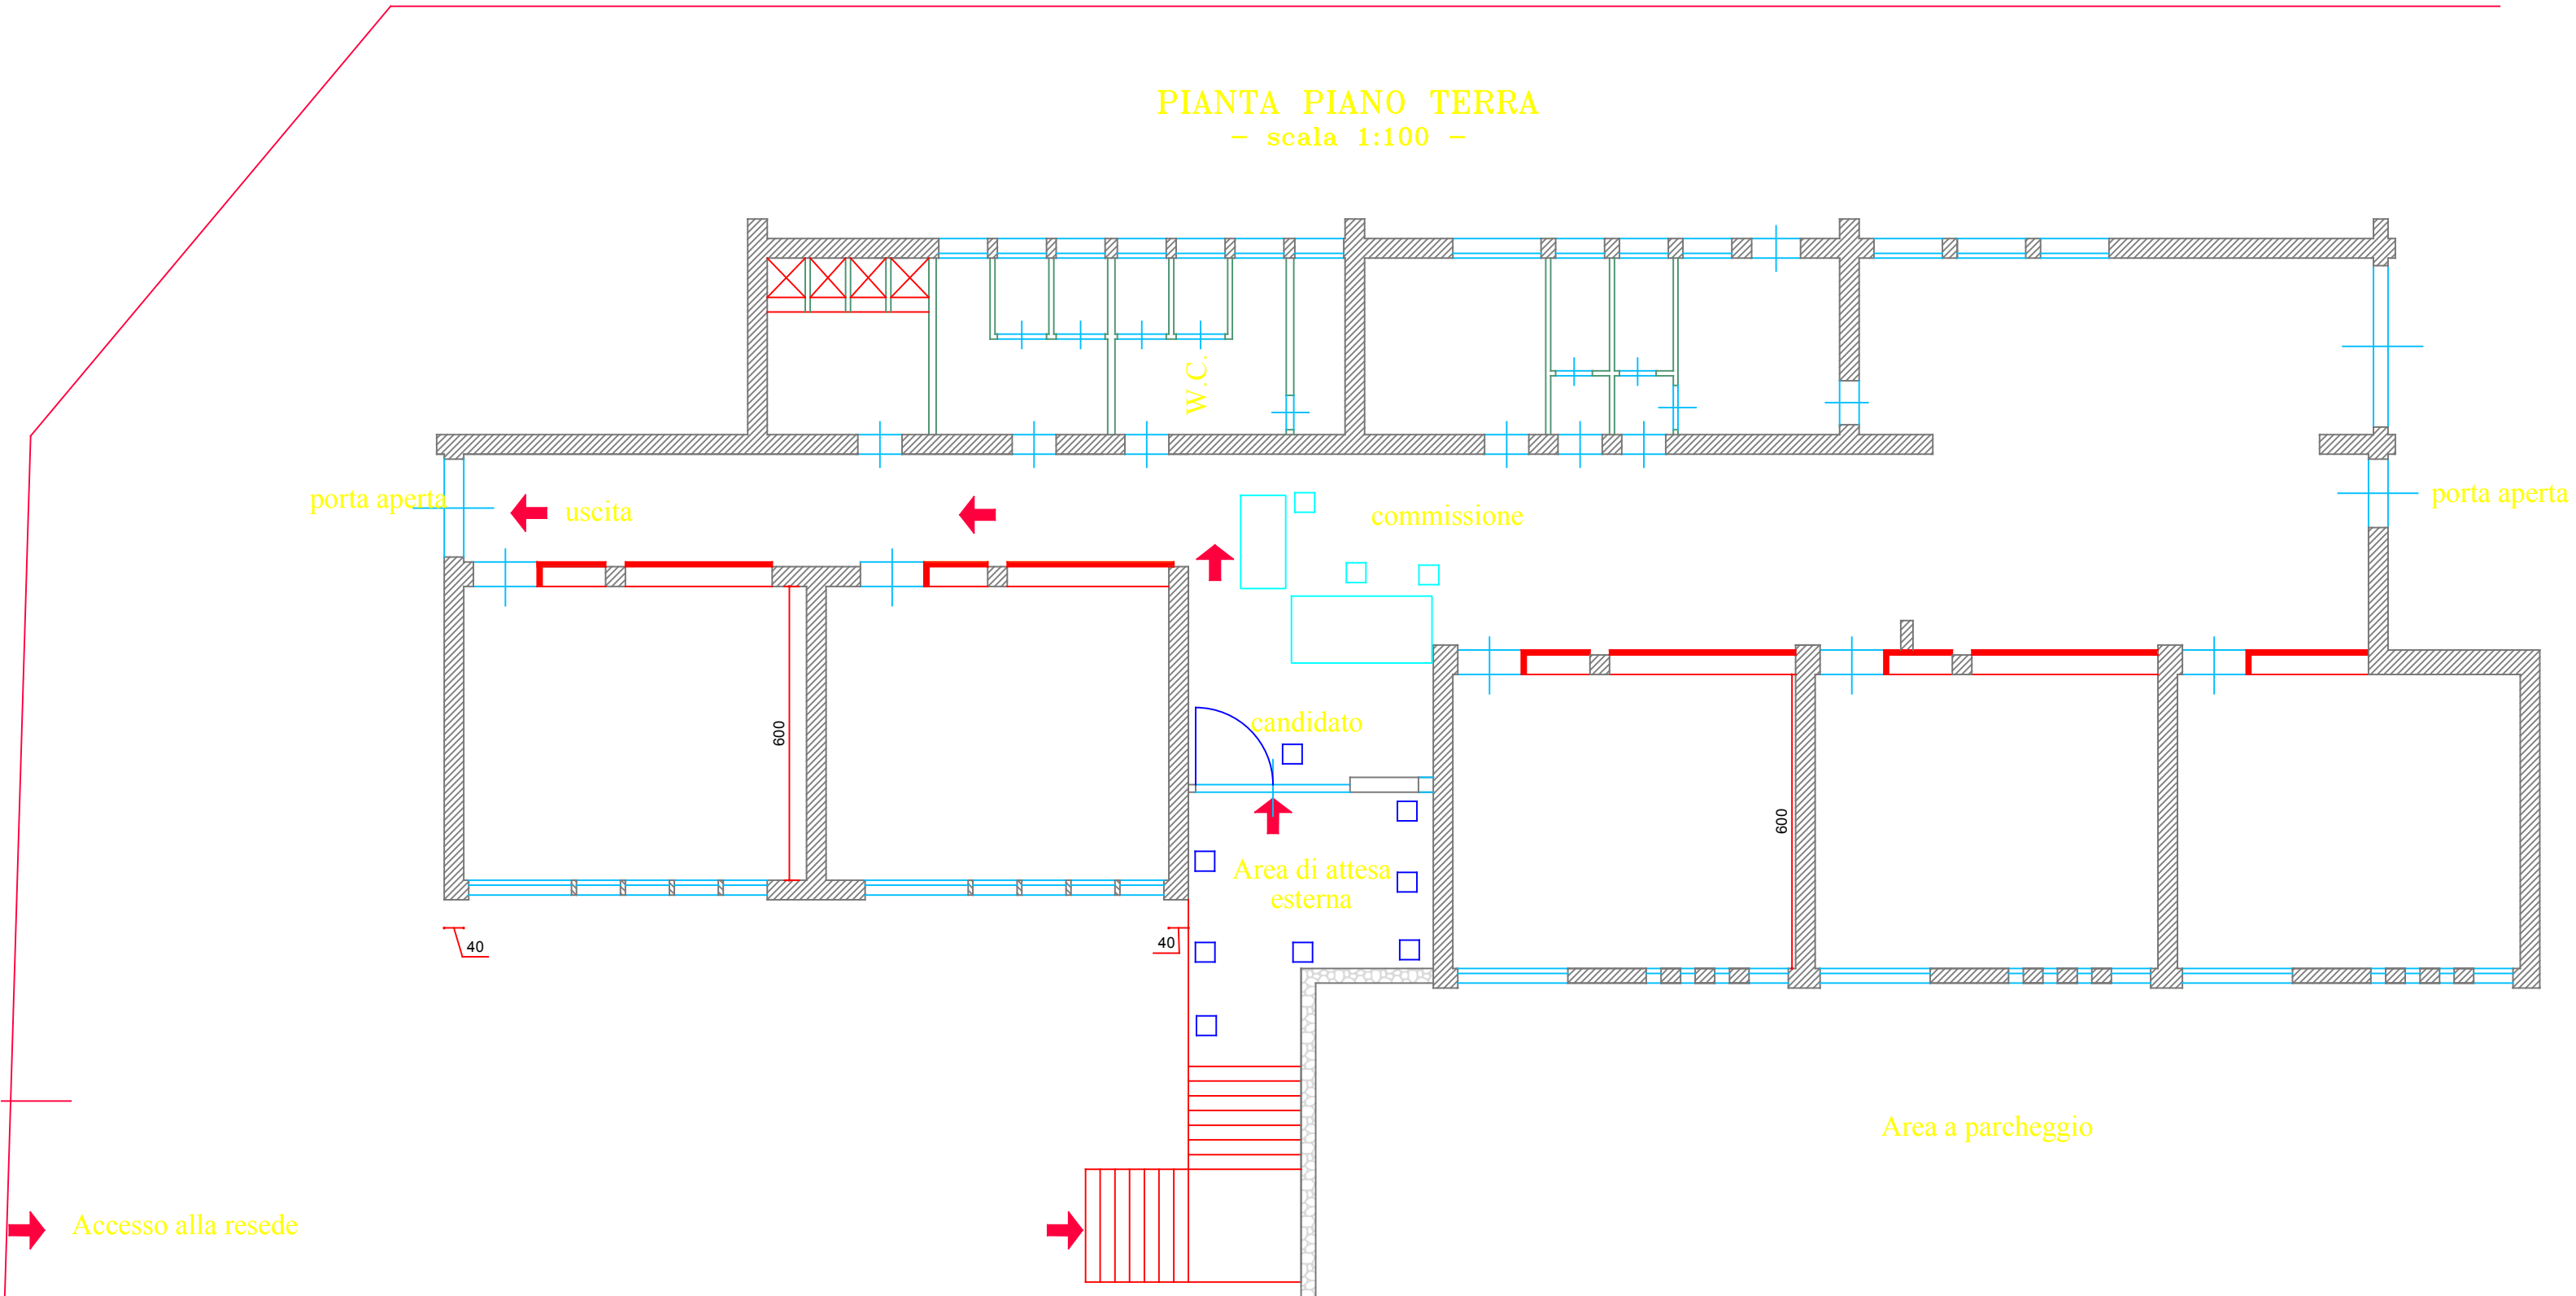 PIANTA PIANO TERRA
- scala 1:100 -
W.C.
porta aperta
uscita
commissione
porta aperta
candidato
600
600
Area di attesa
esterna
40
40
Area a parcheggio
Accesso alla resede